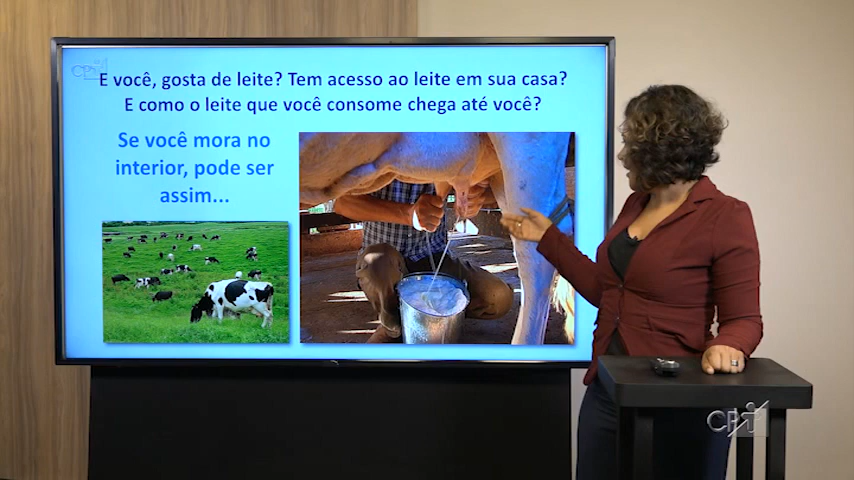 E você, gosta de leite? Tem acesso ao leite em sua casa?
E como o leite que você consome chega até você?
Se você mora no
interior, pode ser
assim...
CPT
CPT